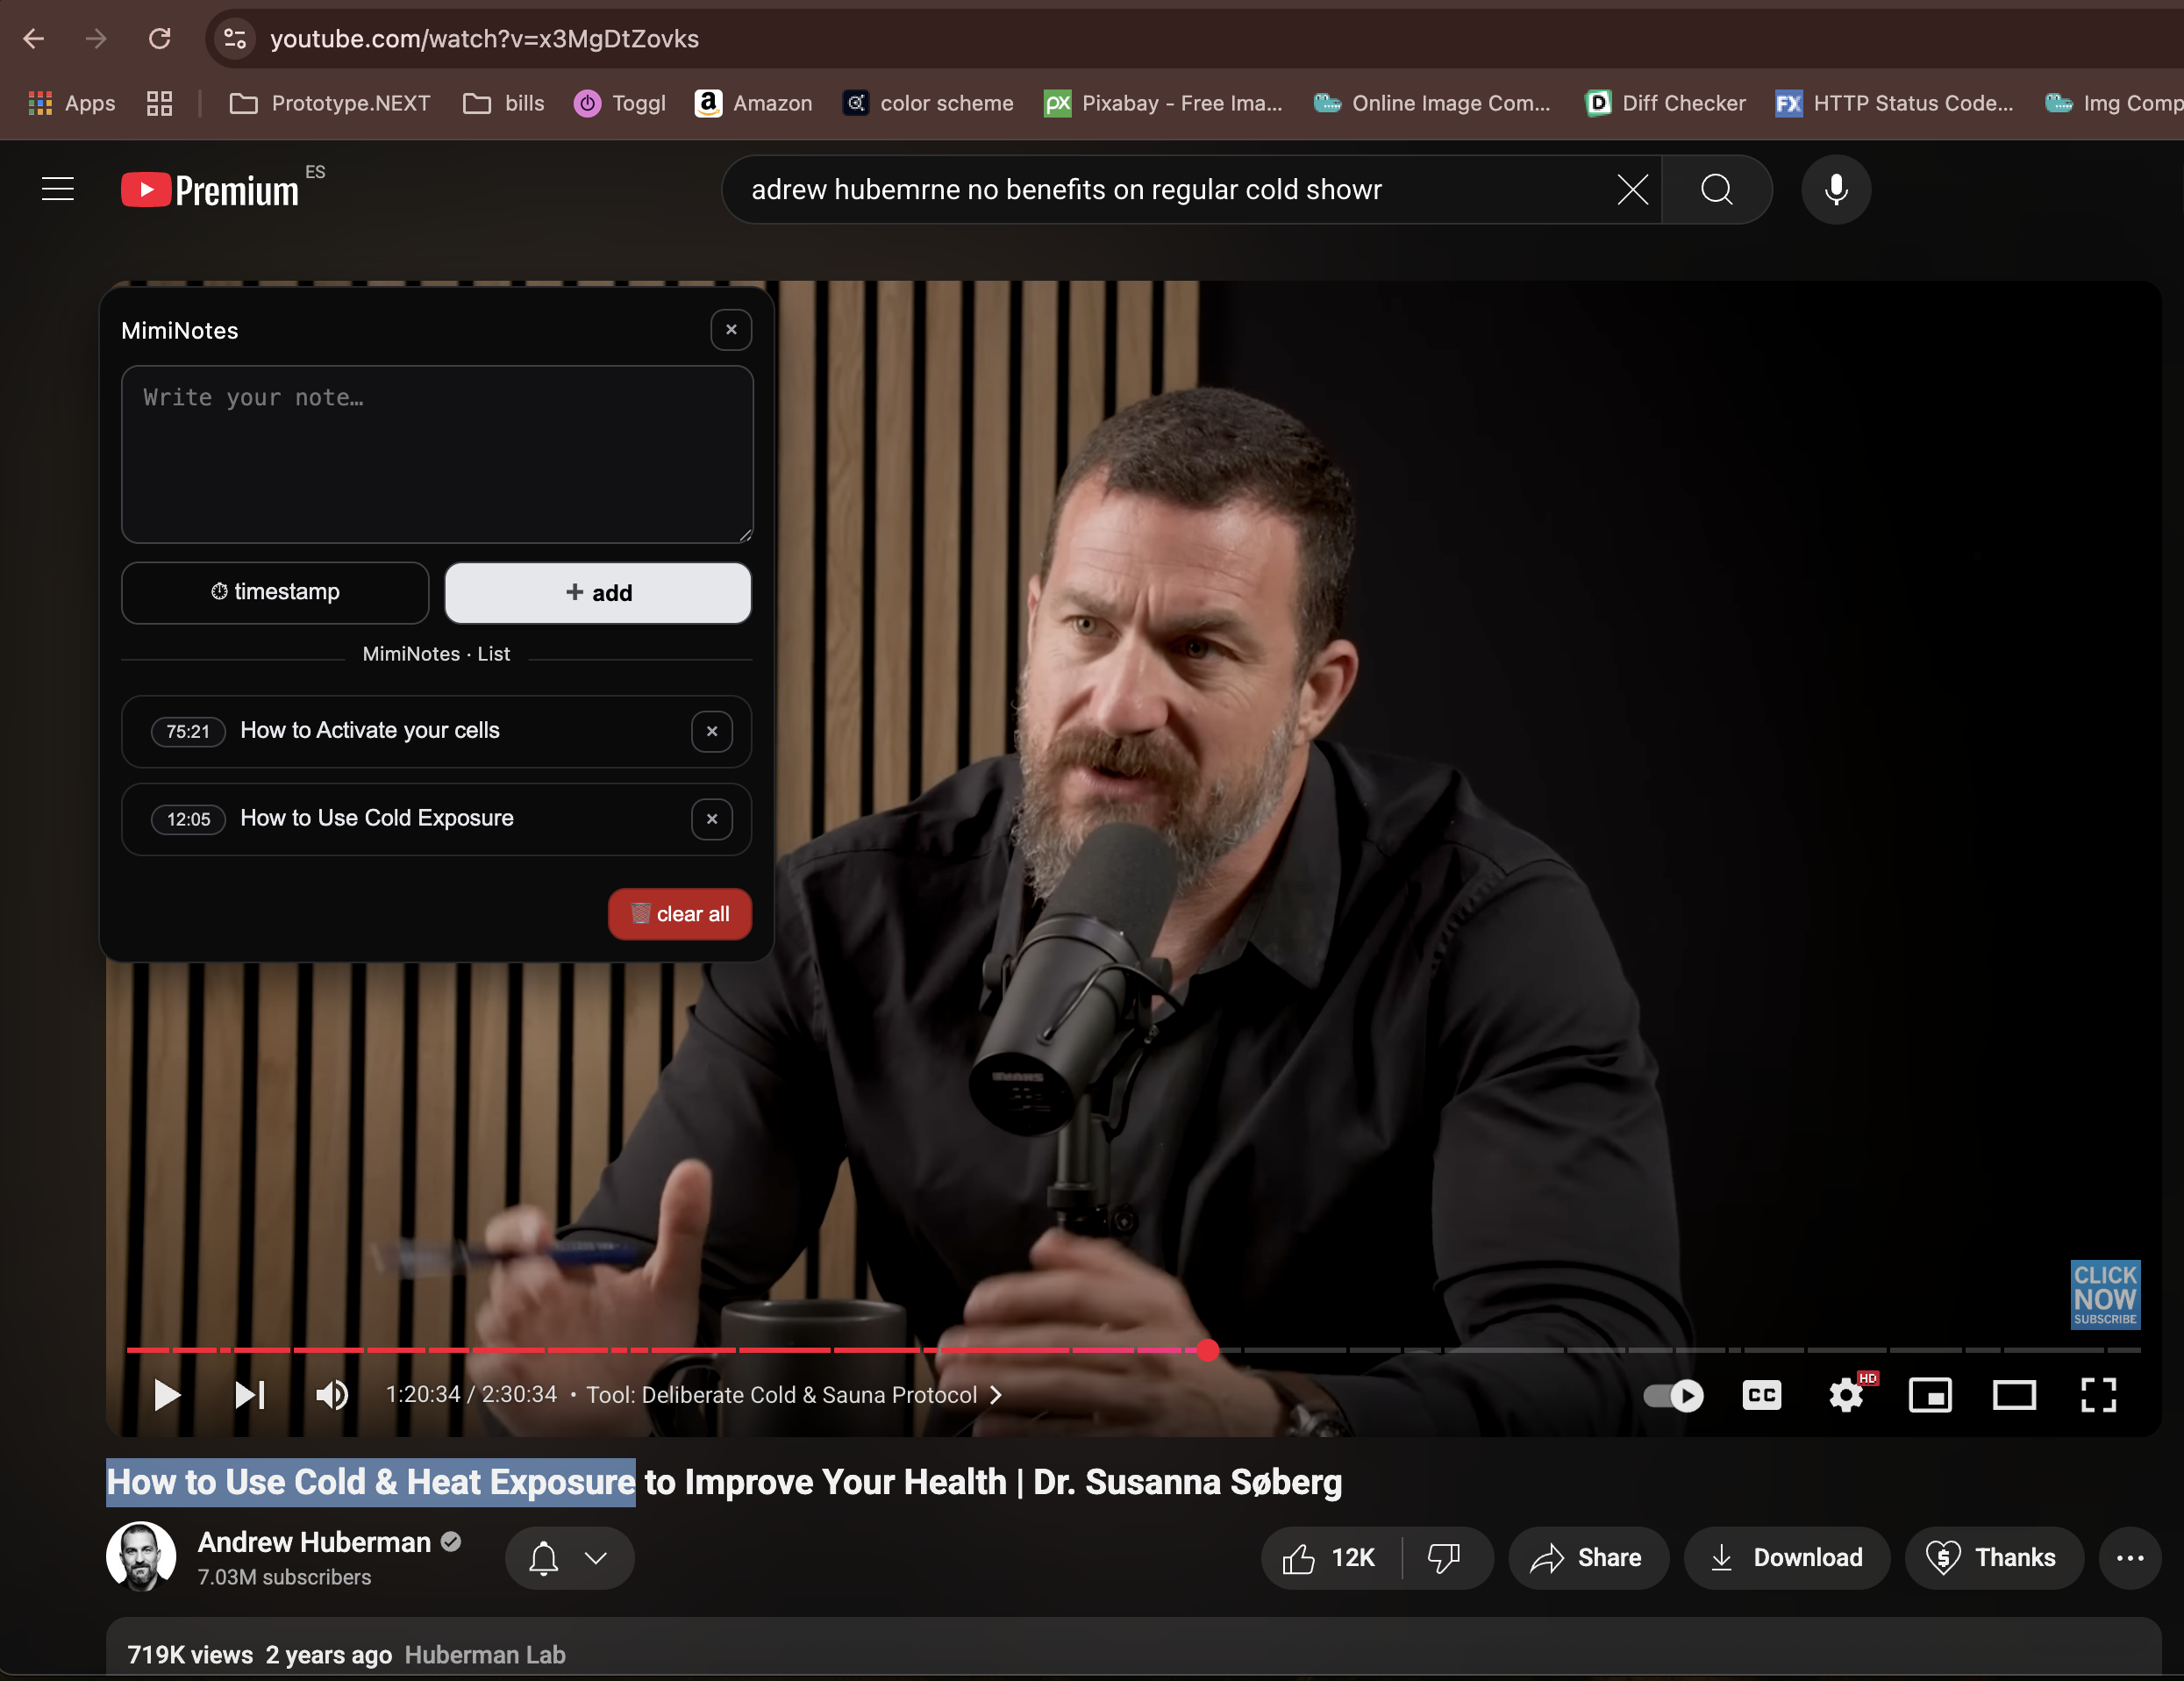 youtube.com/watch?v=x3MgDtZovks
Apps Prototype.NEXT bills Toggl Amazon color scheme Pixabay - Free Ima... Online Image Com... Diff Checker HTTP Status Code... Img Comp
Premium ES
adrew hubemrne no benefits on regular cold showr
MimiNotes
Write your note…
timestamp
add
MimiNotes · List
75:21 How to Activate your cells
12:05 How to Use Cold Exposure
clear all
CLICK
NOW
SUBSCRIBE
1:20:34 / 2:30:34 • Tool: Deliberate Cold & Sauna Protocol
CC HD
How to Use Cold & Heat Exposure to Improve Your Health | Dr. Susanna Søberg
Andrew Huberman
7.03M subscribers
12K Share Download Thanks
719K views 2 years ago Huberman Lab